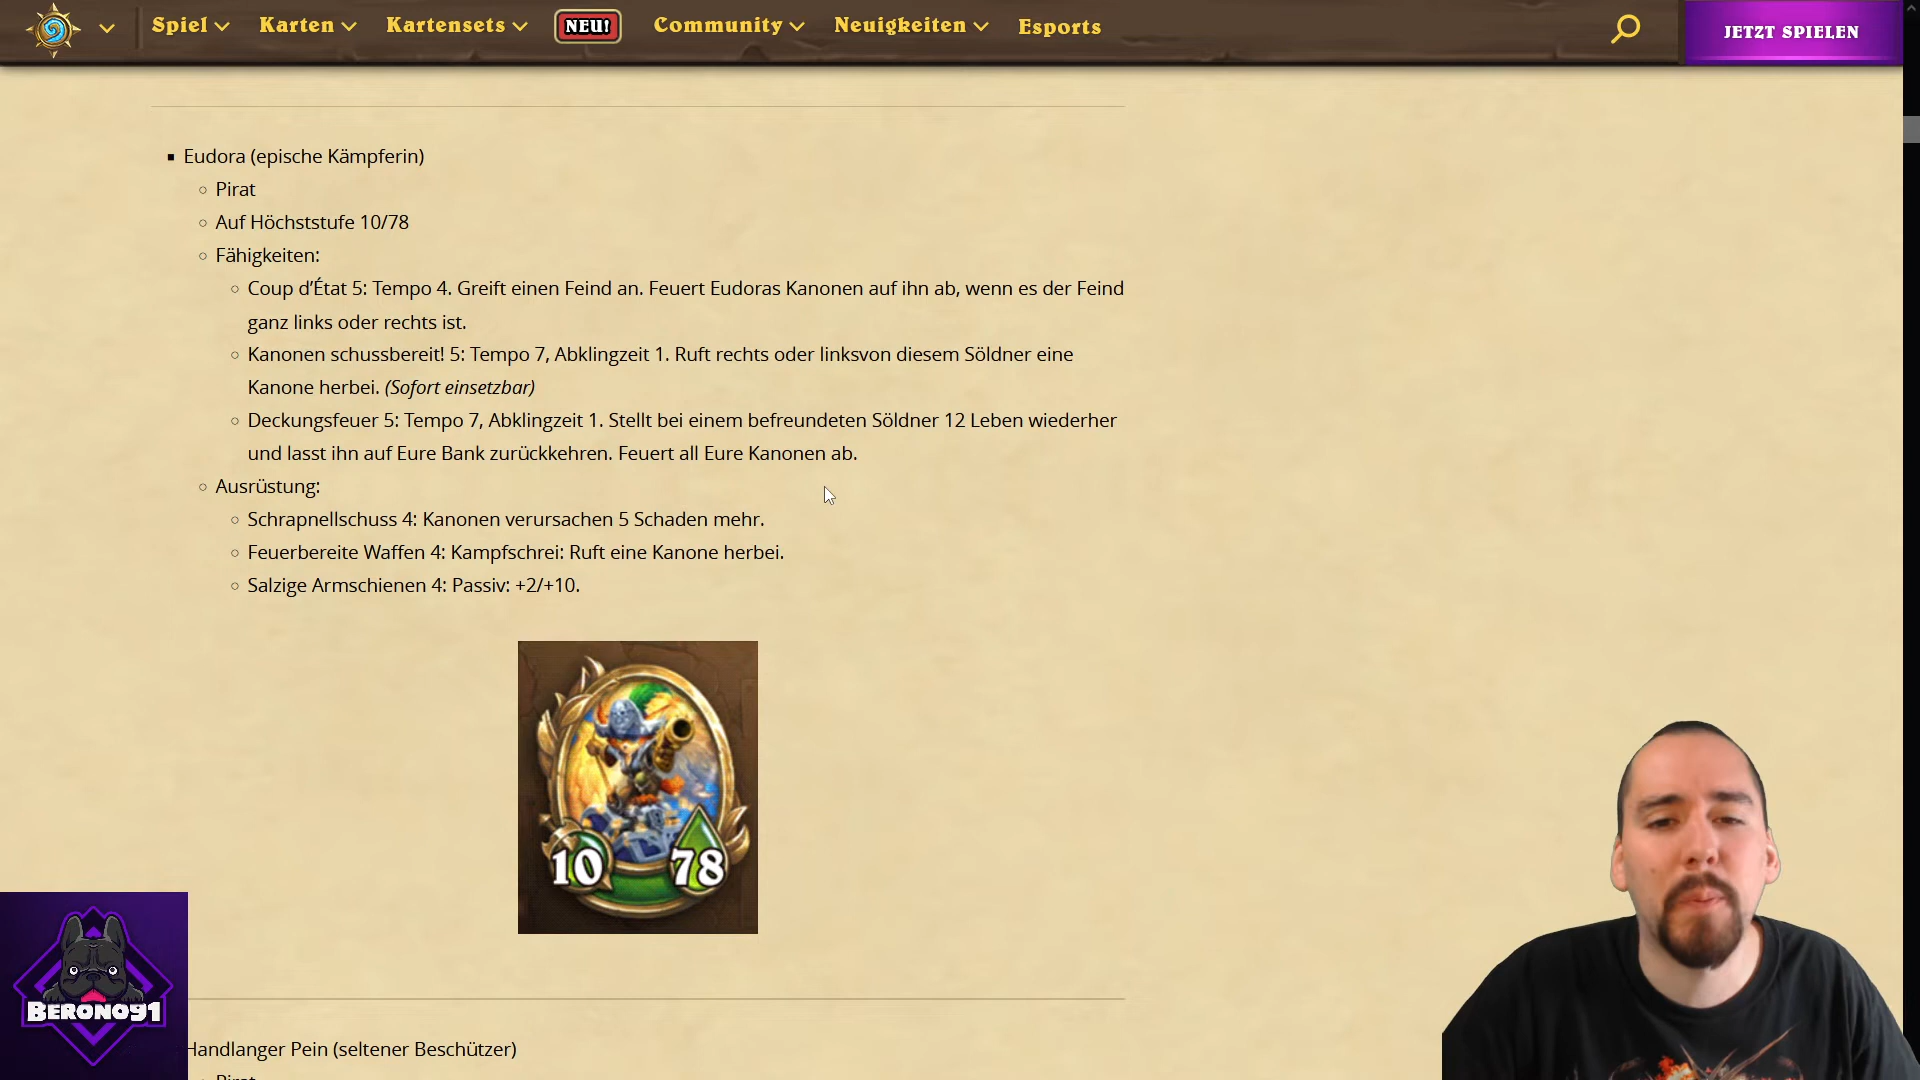 Spiel Karten Kartensets NEU! Community Neuigkeiten Esports JETZT SPIELEN
Eudora (epische Kämpferin)
Pirat
Auf Höchststufe 10/78
Fähigkeiten:
Coup d’État 5: Tempo 4. Greift einen Feind an. Feuert Eudoras Kanonen auf ihn ab, wenn es der Feind
ganz links oder rechts ist.
Kanonen schussbereit! 5: Tempo 7, Abklingzeit 1. Ruft rechts oder linksvon diesem Söldner eine
Kanone herbei. (Sofort einsetzbar)
Deckungsfeuer 5: Tempo 7, Abklingzeit 1. Stellt bei einem befreundeten Söldner 12 Leben wiederher
und lasst ihn auf Eure Bank zurückkehren. Feuert all Eure Kanonen ab.
Ausrüstung:
Schrapnellschuss 4: Kanonen verursachen 5 Schaden mehr.
Feuerbereite Waffen 4: Kampfschrei: Ruft eine Kanone herbei.
Salzige Armschienen 4: Passiv: +2/+10.
10 78
BERONO91
Handlanger Pein (seltener Beschützer)
Pirat